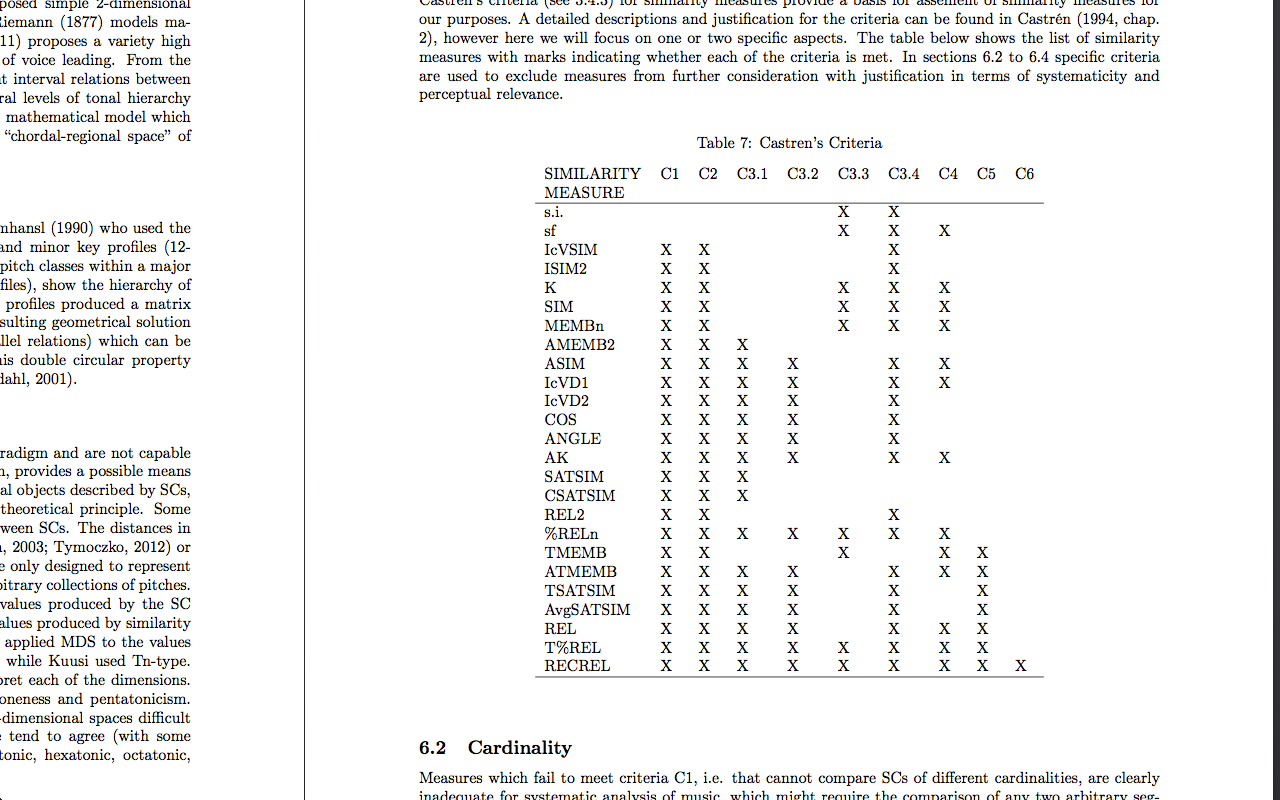 posed simple 2-dimensional
Riemann (1877) models ma-
11) proposes a variety high
of voice leading. From the
t interval relations between
ral levels of tonal hierarchy
mathematical model which
“chordal-regional space” of
mhansl (1990) who used the
and minor key profiles (12-
pitch classes within a major
files), show the hierarchy of
profiles produced a matrix
sulting geometrical solution
llel relations) which can be
his double circular property
dahl, 2001).
radigm and are not capable
n, provides a possible means
al objects described by SCs,
theoretical principle. Some
ween SCs. The distances in
, 2003; Tymoczko, 2012) or
e only designed to represent
bitrary collections of pitches.
values produced by the SC
alues produced by similarity
applied MDS to the values
while Kuusi used Tn-type.
pret each of the dimensions.
oneness and pentatonicism.
-dimensional spaces difficult
tend to agree (with some
tonic, hexatonic, octatonic,
Castren's criteria (see 3.4.3) for similarity measures provide a basis for assement of similarity measures for
our purposes. A detailed descriptions and justification for the criteria can be found in Castrén (1994, chap.
2), however here we will focus on one or two specific aspects. The table below shows the list of similarity
measures with marks indicating whether each of the criteria is met. In sections 6.2 to 6.4 specific criteria
are used to exclude measures from further consideration with justification in terms of systematicity and
perceptual relevance.
Table 7: Castren's Criteria
SIMILARITY C1 C2 C3.1 C3.2 C3.3 C3.4 C4 C5 C6
MEASURE
s.i. X X
sf X X X
IcVSIM X X X
ISIM2 X X X
K X X X X X
SIM X X X X X
MEMBn X X X X X
AMEMB2 X X X
ASIM X X X X X X
IcVD1 X X X X X X
IcVD2 X X X X X
COS X X X X X
ANGLE X X X X X
AK X X X X X X
SATSIM X X X
CSATSIM X X X
REL2 X X X
%RELn X X X X X X X
TMEMB X X X X X
ATMEMB X X X X X X X
TSATSIM X X X X X X
AvgSATSIM X X X X X X
REL X X X X X X X
T%REL X X X X X X X X
RECREL X X X X X X X X X
6.2 Cardinality
Measures which fail to meet criteria C1, i.e. that cannot compare SCs of different cardinalities, are clearly
inadequate for systematic analysis of music, which might require the comparison of any two arbitrary seg-